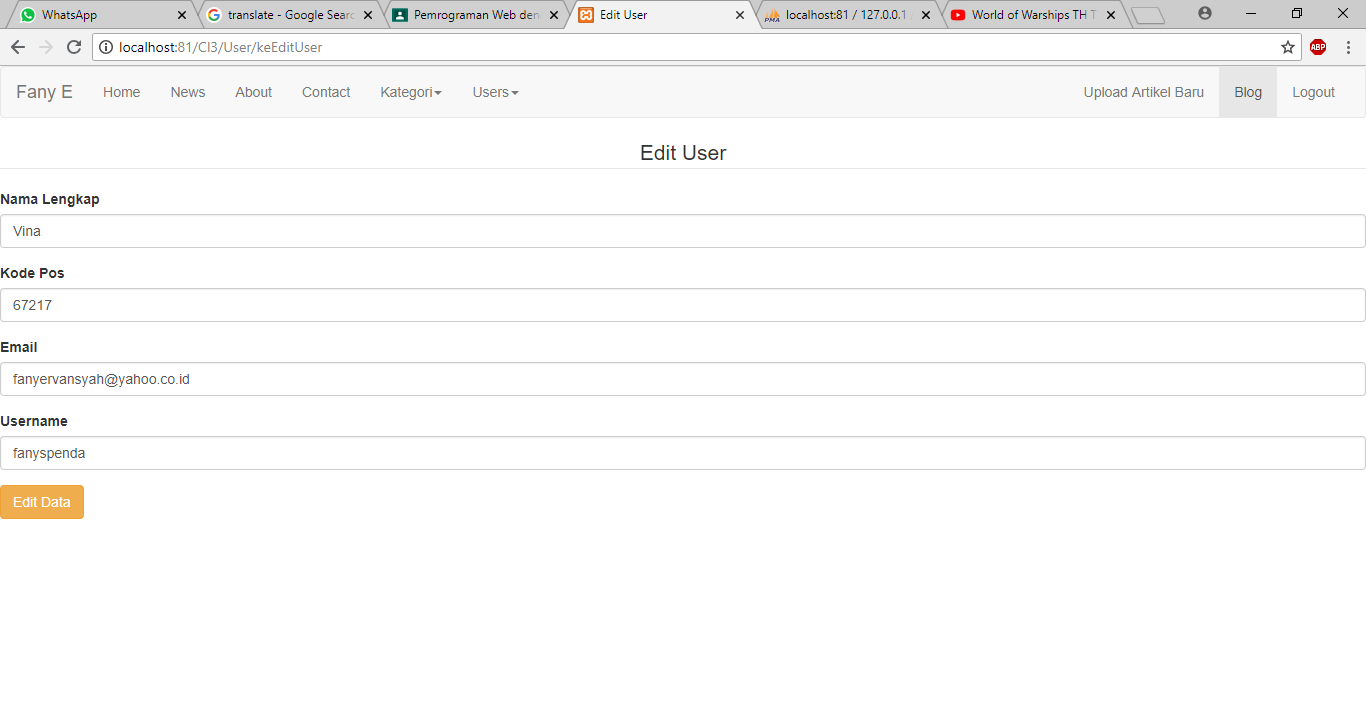 WhatsApp
translate - Google Searc
Pemrograman Web den
Edit User
localhost:81 / 127.0.0.1 /
World of Warships TH T
localhost:81/CI3/User/keEditUser
ABP
Fany E Home News About Contact Kategori Users Upload Artikel Baru Blog Logout
Edit User
Nama Lengkap
Vina
Kode Pos
67217
Email
fanyervansyah@yahoo.co.id
Username
fanyspenda
Edit Data